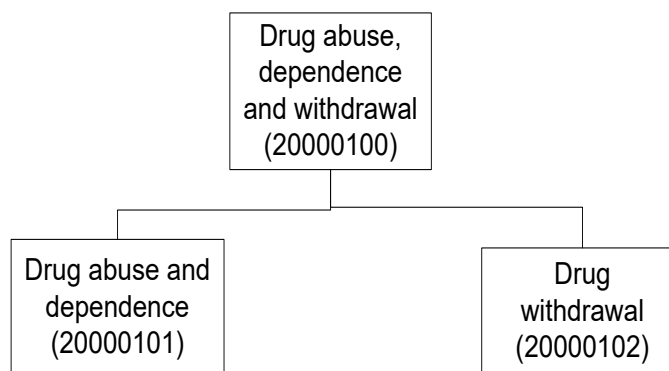 Drug abuse,
dependence
and withdrawal
(20000100)
Drug abuse and
dependence
(20000101)
Drug
withdrawal
(20000102)